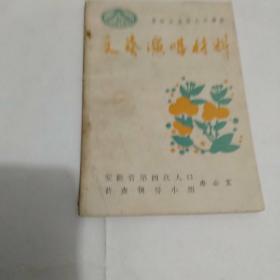 文艺演唱材料
安徽省第四次人口
普查领导小组 办公室